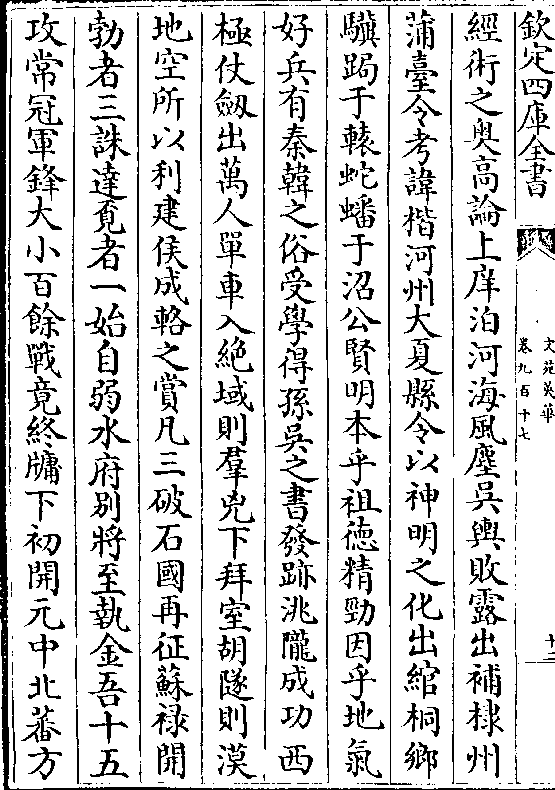 欽定四庫全書
文苑英華
卷九百十七
十二
經術之奥高論上庠泊河海風塵吳輿敗露出補棣州
蒲臺令考諱楷河州大夏縣令以神明之化出綰桐鄉
驥跼于轅蛇蟠于沼公賢明本乎祖徳精勁因乎地氣
好兵有秦韓之俗受學得孫吳之書發跡洮隴成功西
極仗劒出萬人單車入絶域則羣兇下拜室胡隧則漠
地空所以利建侯成輅之賞凡三破石國再征蘇禄開
勃者三誅達覓者一始自弱水府別將至執金吾十五
攻常冠軍鋒大小百餘戰竟終牖下初開元中北蕃方